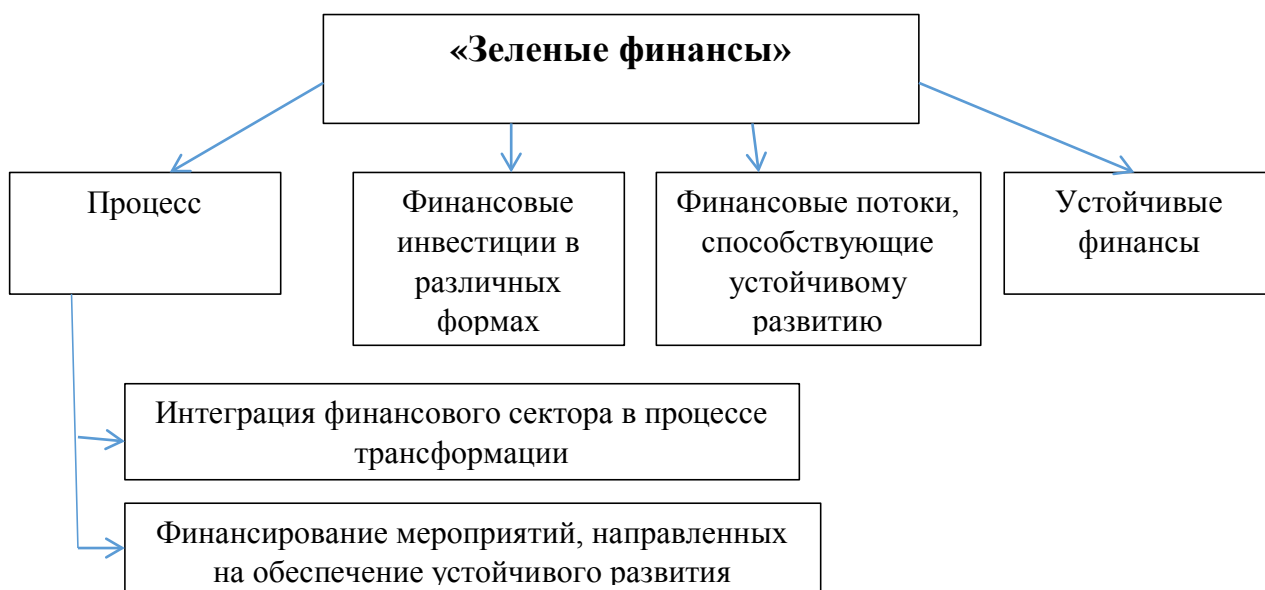 «Зеленые финансы»
Процесс
Финансовые
инвестиции в
различных
формах
Финансовые потоки,
способствующие
устойчивому
развитию
Устойчивые
финансы
Интеграция финансового сектора в процессе
трансформации
Финансирование мероприятий, направленных
на обеспечение устойчивого развития